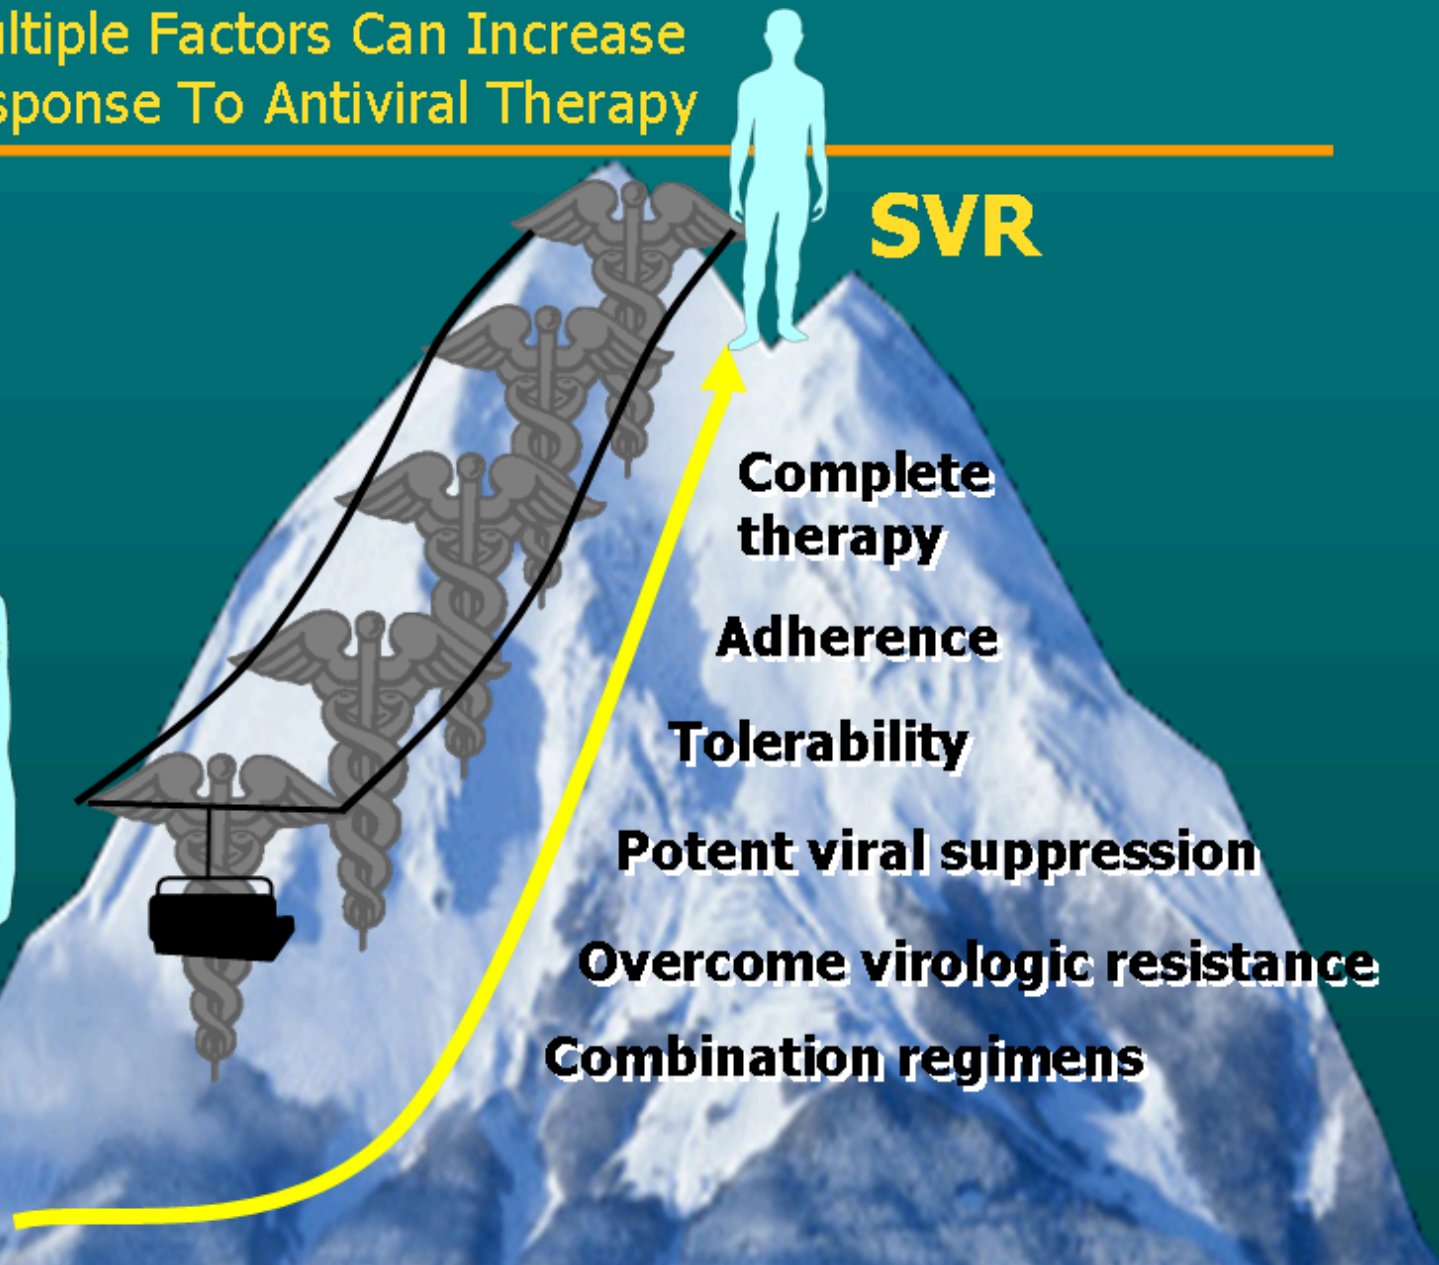 ltiple Factors Can Increase
sponse To Antiviral Therapy
SVR
Complete
therapy
Adherence
Tolerability
Potent viral suppression
Overcome virologic resistance
Combination regimens